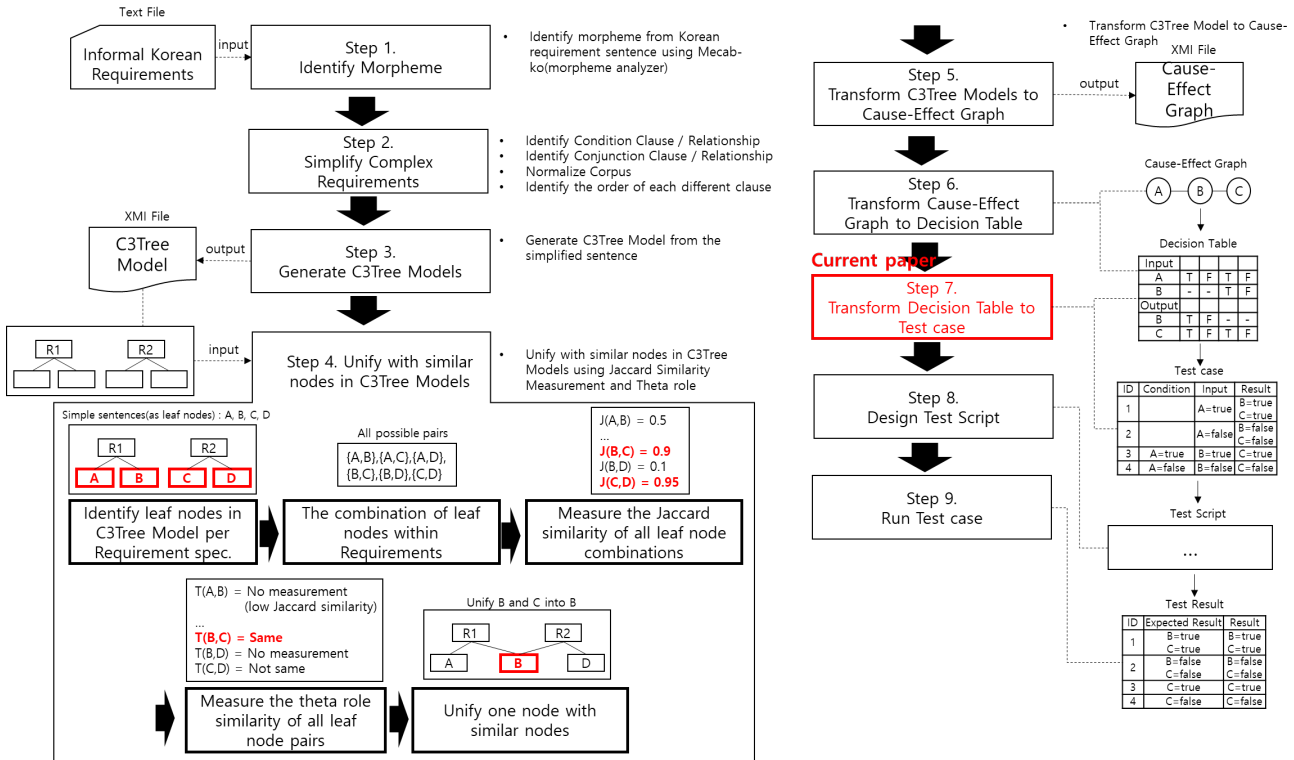 Text File
Informal Korean
Requirements
input
Step 1.
Identify Morpheme
• Identify morpheme from Korean
requirement sentence using Mecab-
ko(morpheme analyzer)
Step 2.
Simplify Complex
Requirements
• Identify Condition Clause / Relationship
• Identify Conjunction Clause / Relationship
• Normalize Corpus
• Identify the order of each different clause
XMI File
C3Tree
Model
output
Step 3.
Generate C3Tree Models
• Generate C3Tree Model from the
simplified sentence
R1 R2
input
Step 4. Unify with similar
nodes in C3Tree Models
• Unify with similar nodes in C3Tree
Models using Jaccard Similarity
Measurement and Theta role
Simple sentences(as leaf nodes) : A, B, C, D
R1 R2
A B C D
All possible pairs
{A,B},{A,C},{A,D},
{B,C},{B,D},{C,D}
J(A,B) = 0.5
...
J(B,C) = 0.9
J(B,D) = 0.1
J(C,D) = 0.95
Identify leaf nodes in
C3Tree Model per
Requirement spec.
The combination of leaf
nodes within
Requirements
Measure the Jaccard
similarity of all leaf node
combinations
T(A,B) = No measurement
(low Jaccard similarity)
...
T(B,C) = Same
T(B,D) = No measurement
T(C,D) = Not same
Unify B and C into B
R1 R2
A B D
Measure the theta role
similarity of all leaf
node pairs
Unify one node with
similar nodes
• Transform C3Tree Model to Cause-
Effect Graph
Step 5.
Transform C3Tree Models to
Cause-Effect Graph
output
XMI File
Cause-
Effect
Graph
Step 6.
Transform Cause-Effect
Graph to Decision Table
Cause-Effect Graph
A B C
Current paper
Step 7.
Transform Decision Table to
Test case
Decision Table
Input
A T F T F
B - - T F
Output
B T F - -
C T F T F
Step 8.
Design Test Script
Test case
ID Condition Input Result
1 A=true B=true
C=true
2 A=false B=false
C=false
3 A=true B=true C=true
4 A=false B=false C=false
Step 9.
Run Test case
Test Script
...
Test Result
ID Expected Result Result
1 B=true B=true
C=true C=true
2 B=false B=false
C=false C=false
3 C=true C=true
4 C=false C=false